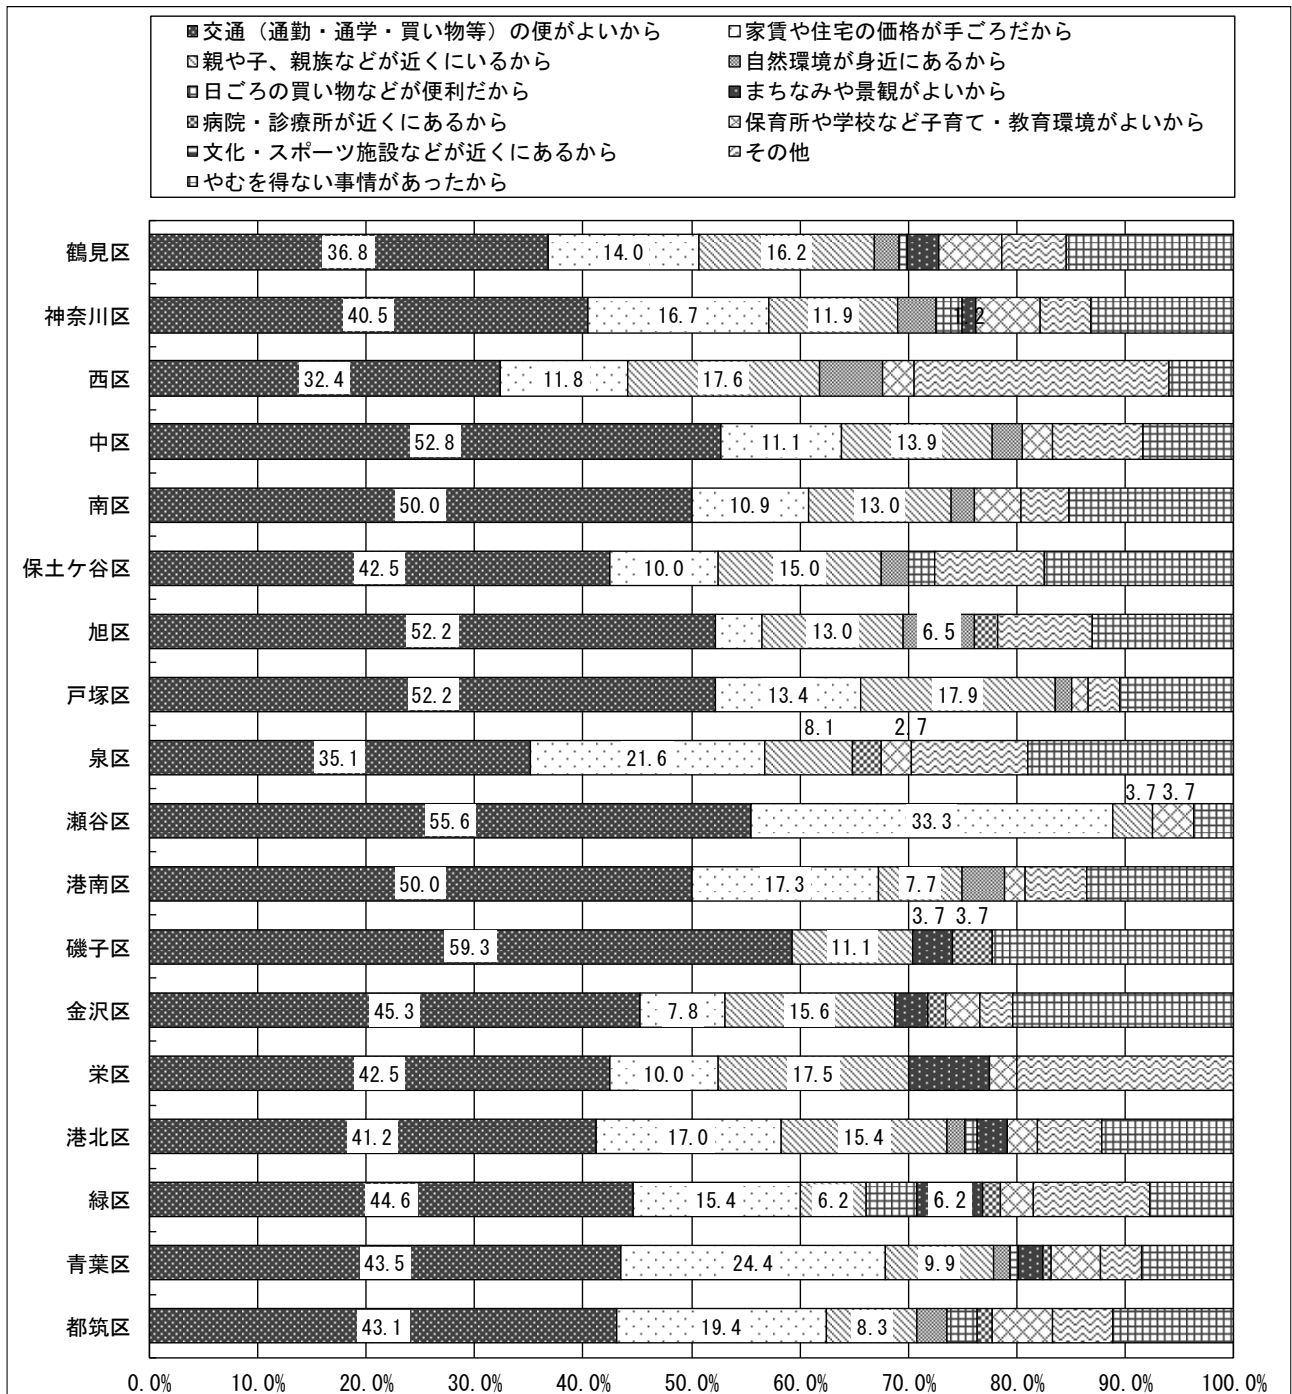 交通（通勤・通学・買い物等）の便がよいから 家賃や住宅の価格が手ごろだから
親や子、親族などが近くにいるから 自然環境が身近にあるから
日ごろの買い物などが便利だから まちなみや景観がよいから
病院・診療所が近くにあるから 保育所や学校など子育て・教育環境がよいから
文化・スポーツ施設などが近くにあるから その他
やむを得ない事情があったから
鶴見区 36.8 14.0 16.2
神奈川区 40.5 16.7 11.9
西区 32.4 11.8 17.6
中区 52.8 11.1 13.9
南区 50.0 10.9 13.0
保土ケ谷区 42.5 10.0 15.0
旭区 52.2 13.0 6.5
戸塚区 52.2 13.4 17.9
8.1 2.7
泉区 35.1 21.6
3.7 3.7
瀬谷区 55.6 33.3
港南区 50.0 17.3 7.7
3.7 3.7
磯子区 59.3 11.1
金沢区 45.3 7.8 15.6
栄区 42.5 10.0 17.5
港北区 41.2 17.0 15.4
緑区 44.6 15.4 6.2 6.2
青葉区 43.5 24.4 9.9
都筑区 43.1 19.4 8.3
0.0% 10.0% 20.0% 30.0% 40.0% 50.0% 60.0% 70.0% 80.0% 90.0% 100.0%